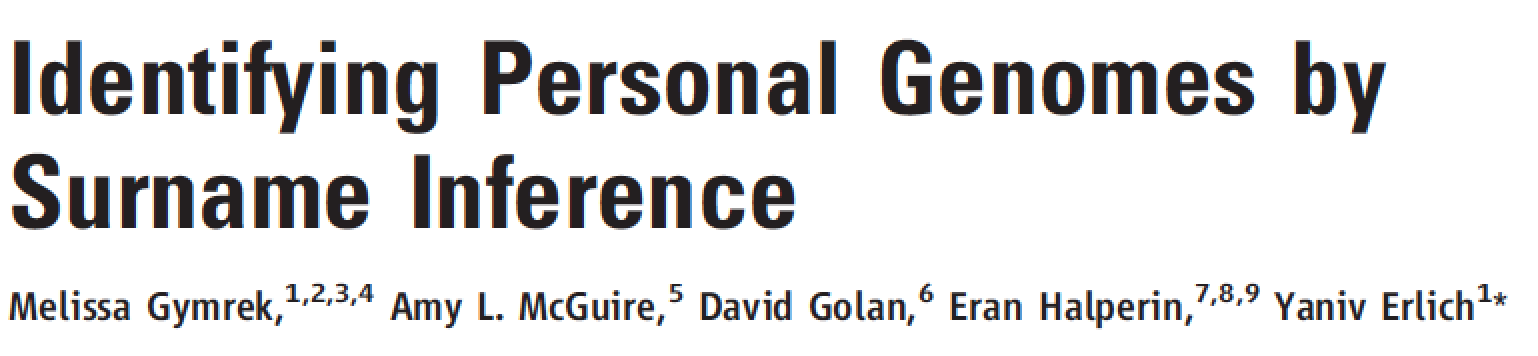 Identifying Personal Genomes by
Surname Inference
Melissa Gymrek,1,2,3,4 Amy L. McGuire,5 David Golan,6 Eran Halperin,7,8,9 Yaniv Erlich1*